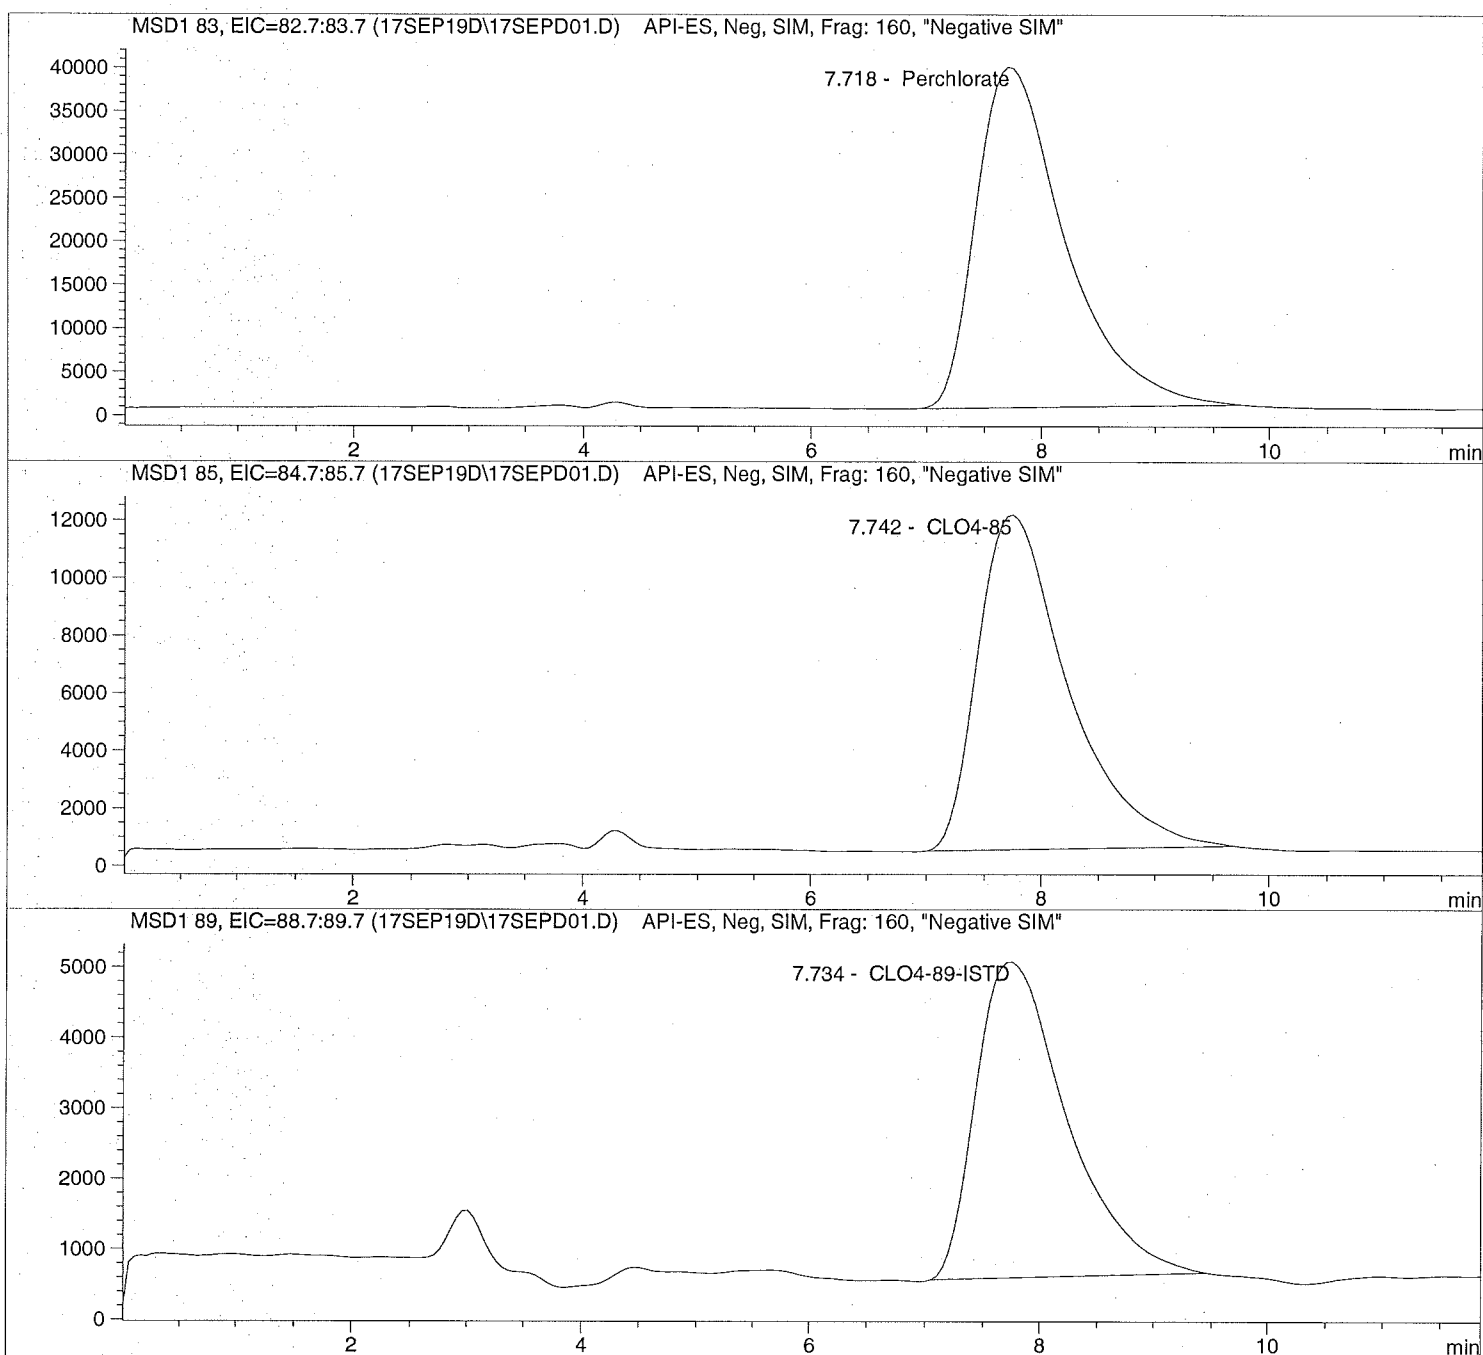 MSD1 83, EIC=82.7:83.7 (17SEP19D\17SEPD01.D) API-ES, Neg, SIM, Frag: 160, "Negative SIM"
40000
7.718 - Perchlorate
35000
30000
25000
20000
15000
10000
5000
0
2 4 6 8 10 min
MSD1 85, EIC=84.7:85.7 (17SEP19D\17SEPD01.D) API-ES, Neg, SIM, Frag: 160, "Negative SIM"
12000
7.742 - CLO4-85
10000
8000
6000
4000
2000
0
2 4 6 8 10 min
MSD1 89, EIC=88.7:89.7 (17SEP19D\17SEPD01.D) API-ES, Neg, SIM, Frag: 160, "Negative SIM"
5000
7.734 - CLO4-89-ISTD
4000
3000
2000
1000
0
2 4 6 8 10 min